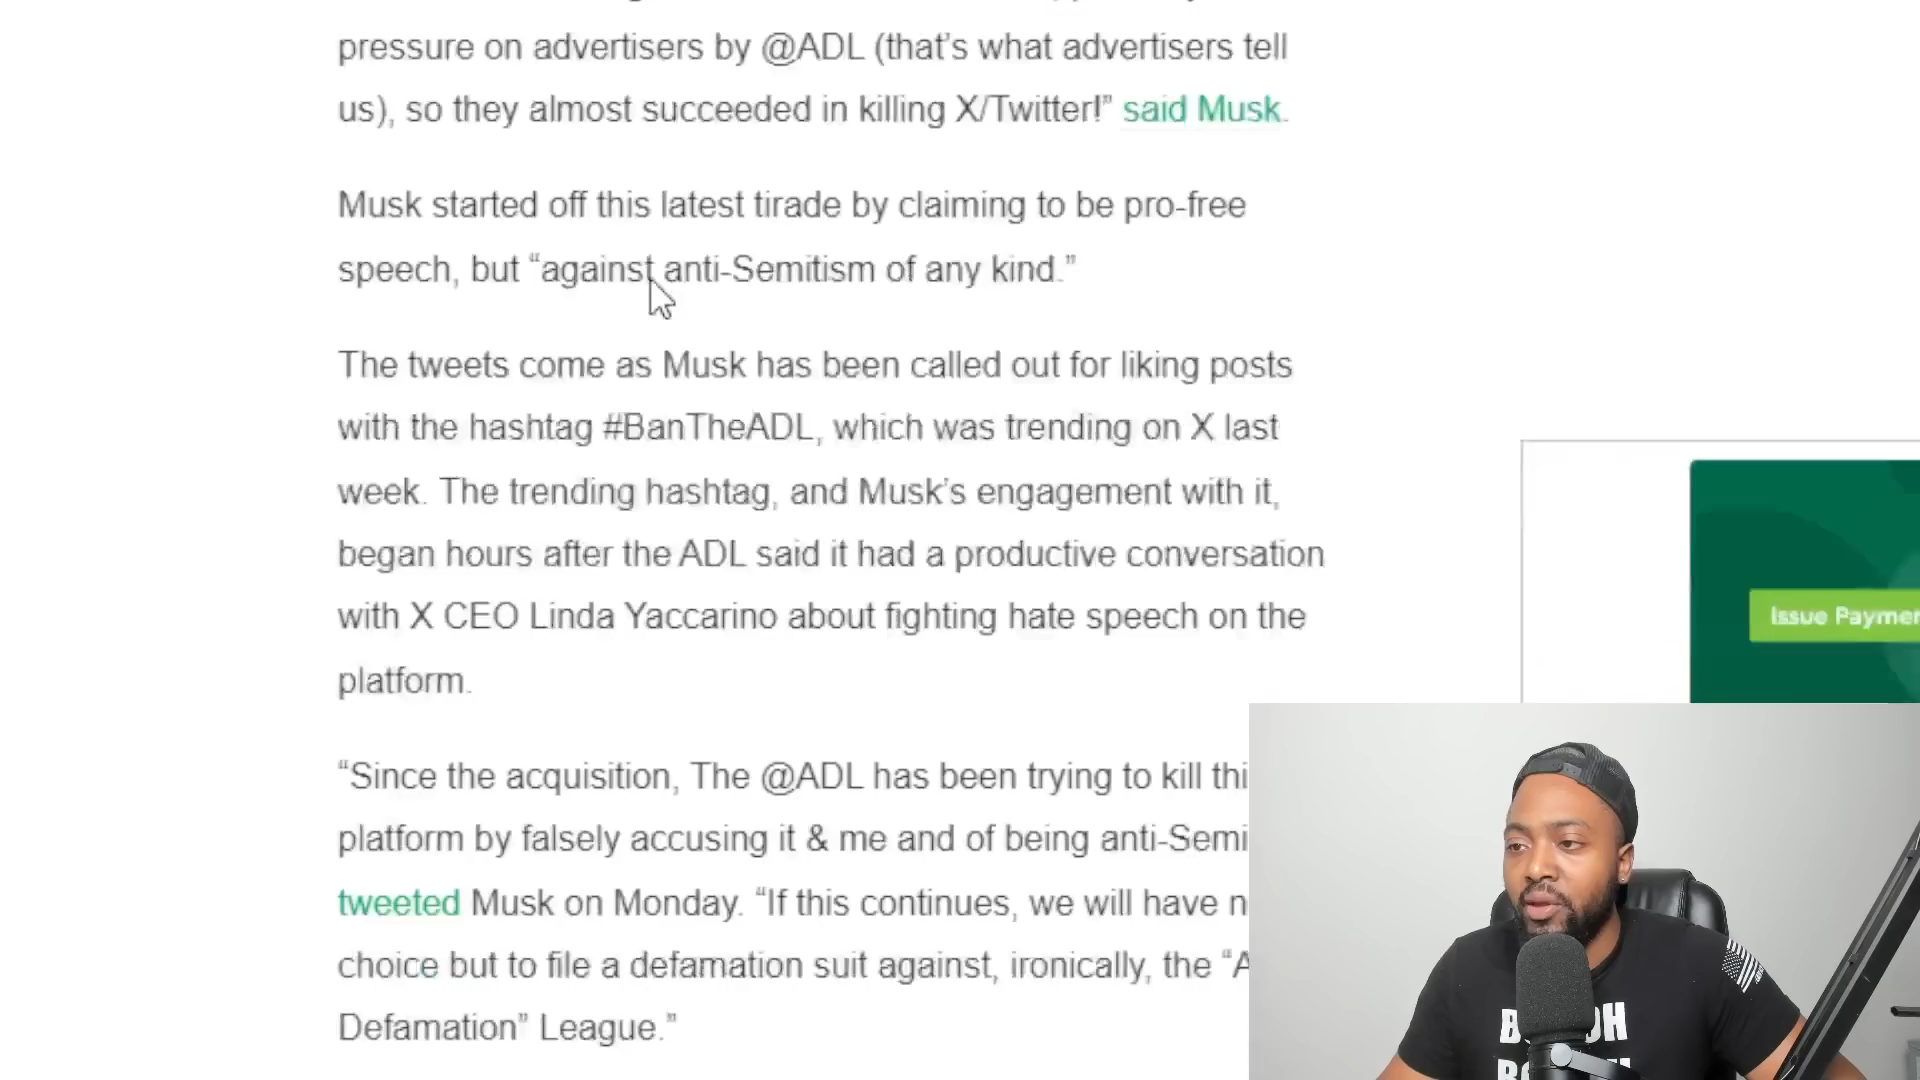 pressure on advertisers by @ADL (that’s what advertisers tell
us), so they almost succeeded in killing X/Twitter!” said Musk.
Musk started off this latest tirade by claiming to be pro-free
speech, but “against anti-Semitism of any kind.”
The tweets come as Musk has been called out for liking posts
with the hashtag #BanTheADL, which was trending on X last
week. The trending hashtag, and Musk’s engagement with it,
began hours after the ADL said it had a productive conversation
with X CEO Linda Yaccarino about fighting hate speech on the
platform.
“Since the acquisition, The @ADL has been trying to kill thi
platform by falsely accusing it & me and of being anti-Semi
tweeted Musk on Monday. “If this continues, we will have n
choice but to file a defamation suit against, ironically, the “A
Defamation” League.”
Issue Paymen